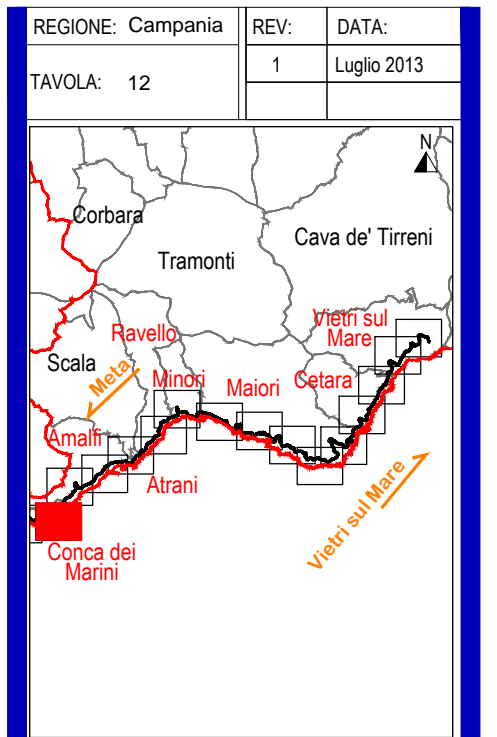 REGIONE: Campania
REV:
DATA:
TAVOLA: 12
1
Luglio 2013
N
Corbara
Cava de' Tirreni
Tramonti
Vietri sul
Mare
Ravello
Scala
Meta
Minori
Maiori
Cetara
Amalfi
Atrani
Vietri sul Mare
Conca dei
Marini